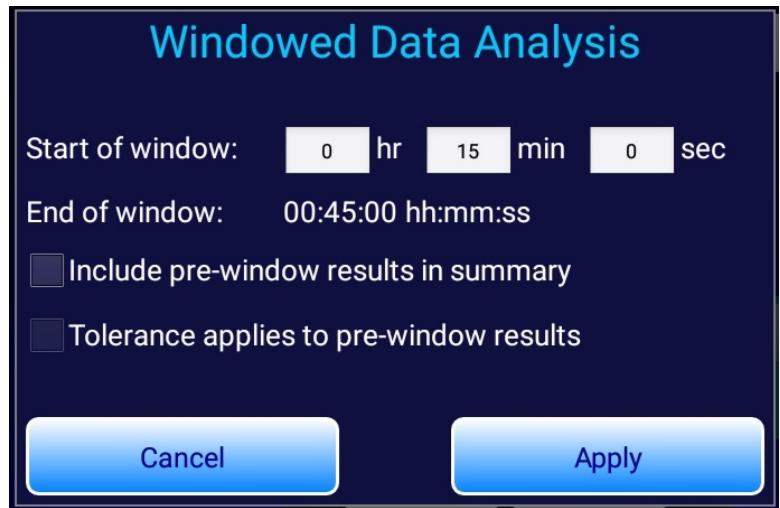 Windowed Data Analysis
Start of window: 0 hr 15 min 0 sec
End of window: 00:45:00 hh:mm:ss
Include pre-window results in summary
Tolerance applies to pre-window results
Cancel Apply